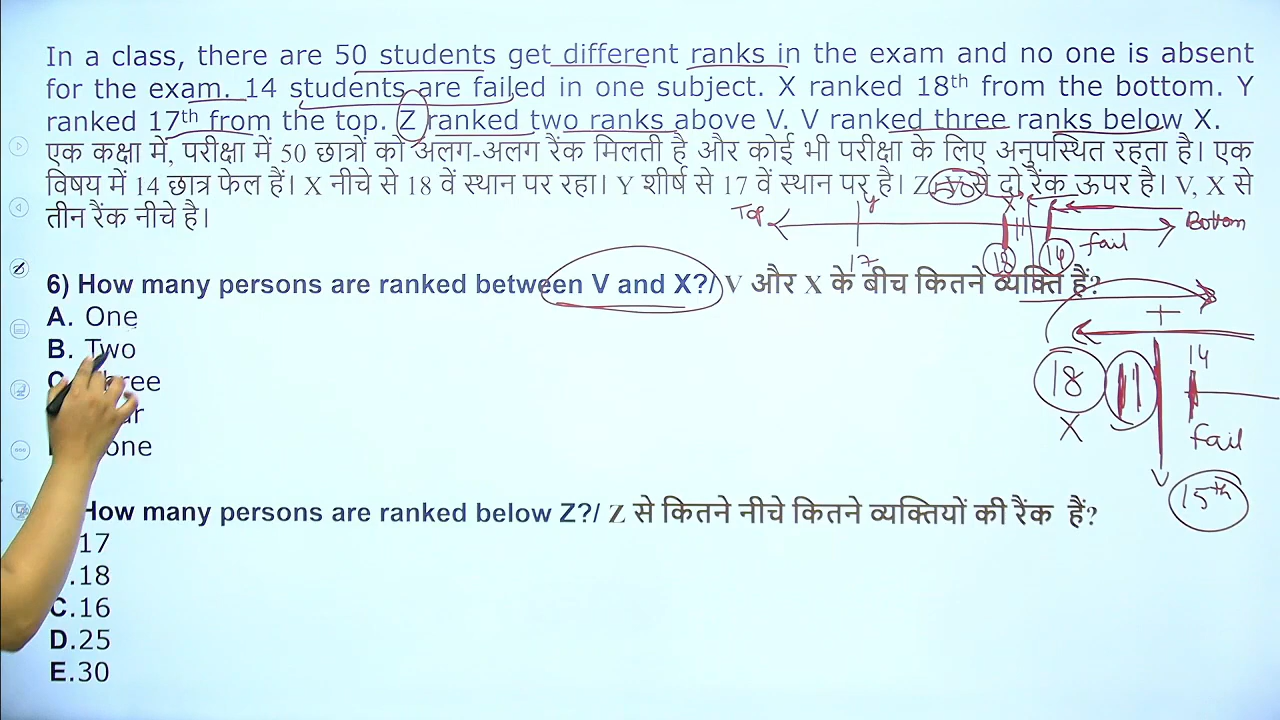 In a class, there are 50 students get different ranks in the exam and no one is absent
for the exam. 14 students are failed in one subject. X ranked 18th from the bottom. Y
ranked 17th from the top. Z ranked two ranks above V. V ranked three ranks below X.
एक कक्षा में, परीक्षा में 50 छात्रों को अलग-अलग रैंक मिलती है और कोई भी परीक्षा के लिए अनुपस्थित रहता है। एक
विषय में 14 छात्र फेल हैं। X नीचे से 18 वें स्थान पर रहा। Y शीर्ष से 17 वें स्थान पर है। Z, V से दो रैंक ऊपर है। V, X से
तीन रैंक नीचे है।
Top y X Bottom
17 18 14 fail
6) How many persons are ranked between V and X?/ V और X के बीच कितने व्यक्ति हैं?
A. One
B. Two
C. Three
one
+
18 14
X fail
V 15th
How many persons are ranked below Z?/ Z से कितने नीचे कितने व्यक्तियों की रैंक हैं?
17
.18
C.16
D.25
E.30